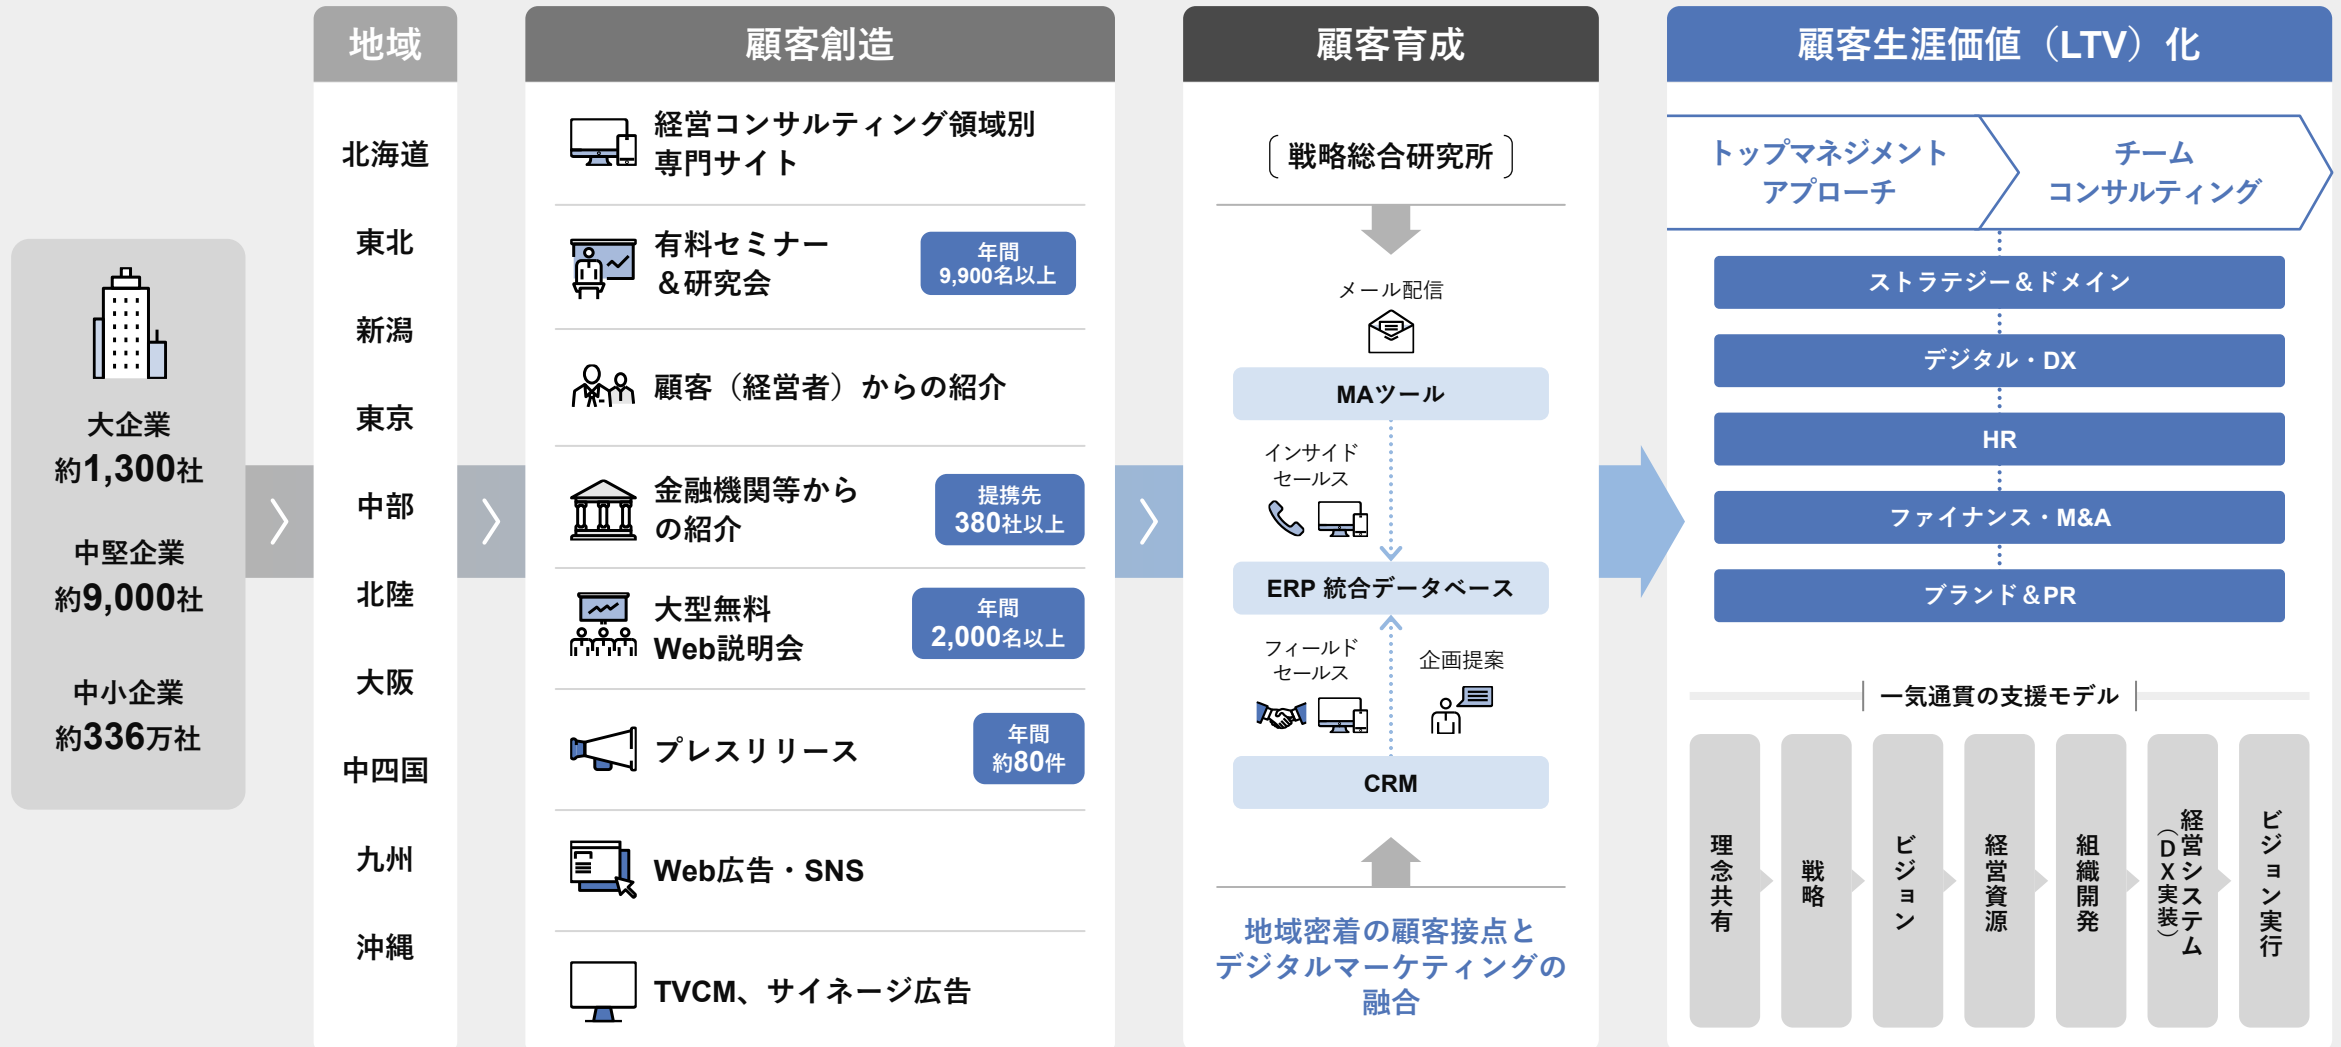 大企業
約1,300社
中堅企業
約9,000社
中小企業
約336万社
地域
北海道
東北
新潟
東京
中部
北陸
大阪
中四国
九州
沖縄
顧客創造
経営コンサルティング領域別
専門サイト
有料セミナー
＆研究会
年間
9,900名以上
顧客（経営者）からの紹介
金融機関等から
の紹介
提携先
380社以上
大型無料
Web説明会
年間
2,000名以上
プレスリリース
年間
約80件
Web広告・SNS
TVCM、サイネージ広告
顧客育成
〔戦略総合研究所〕
メール配信
MAツール
インサイド
セールス
ERP 統合データベース
フィールド
セールス
企画提案
CRM
地域密着の顧客接点と
デジタルマーケティングの
融合
顧客生涯価値（LTV）化
トップマネジメント
アプローチ
チーム
コンサルティング
ストラテジー＆ドメイン
デジタル・DX
HR
ファイナンス・M&A
ブランド＆PR
一気通貫の支援モデル
理念共有
戦略
ビジョン
経営資源
組織開発
経営システム
（DX実装）
ビジョン実行